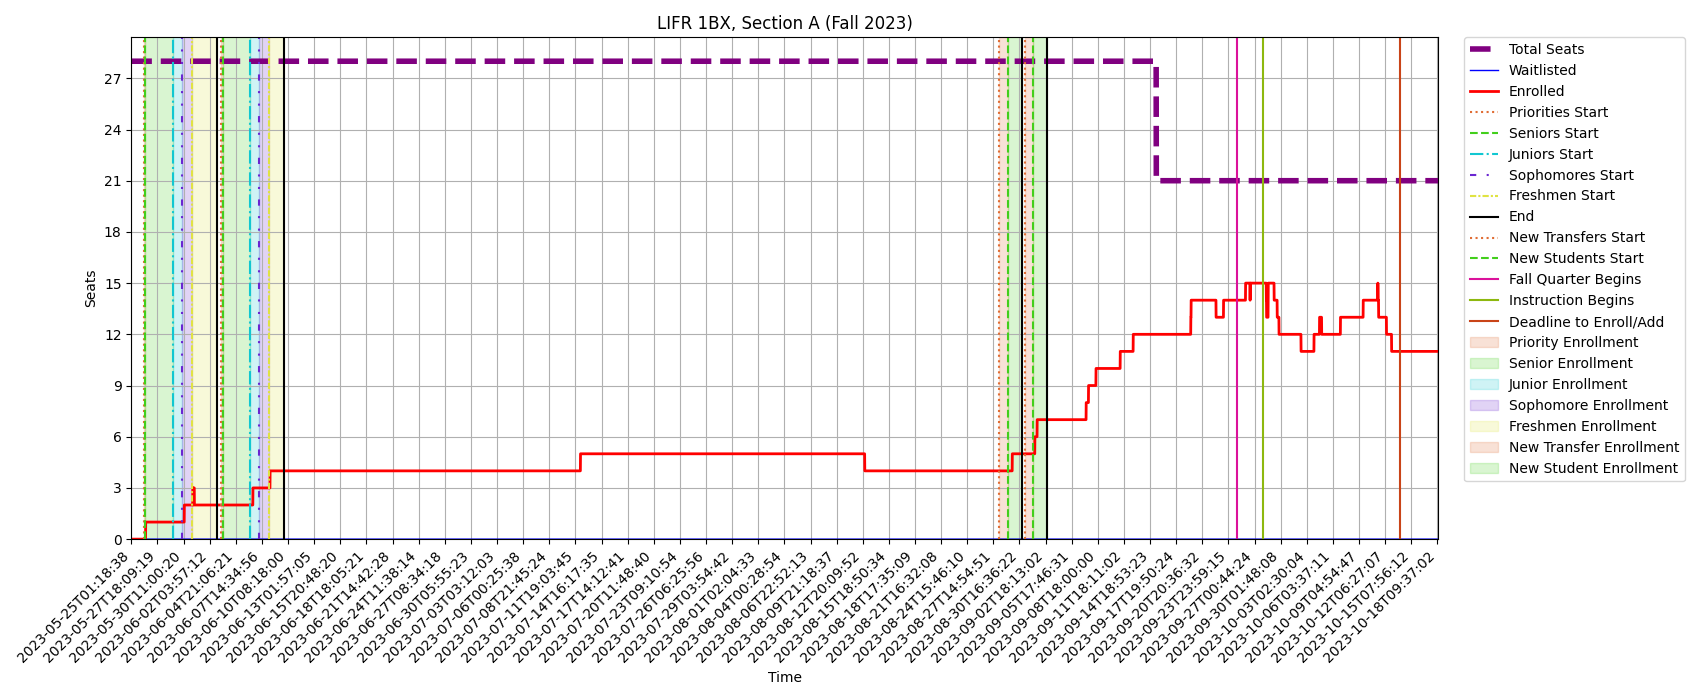 LIFR 1BX, Section A (Fall 2023)
Seats
27
24
21
18
15
12
9
6
3
0
2023-05-25T01:18:38
2023-05-27T18:09:19
2023-05-30T11:00:20
2023-06-02T03:57:12
2023-06-04T21:06:21
2023-06-07T14:34:56
2023-06-10T08:18:00
2023-06-13T01:57:05
2023-06-15T20:48:20
2023-06-18T18:05:21
2023-06-21T14:42:28
2023-06-24T11:38:14
2023-06-27T08:34:18
2023-06-30T05:55:23
2023-07-03T03:12:03
2023-07-06T00:25:38
2023-07-08T21:45:24
2023-07-11T19:03:45
2023-07-14T16:17:35
2023-07-17T14:12:41
2023-07-20T11:48:40
2023-07-23T09:10:54
2023-07-26T06:25:56
2023-07-29T03:54:42
2023-08-01T02:04:33
2023-08-04T00:28:54
2023-08-06T22:52:13
2023-08-09T21:18:37
2023-08-12T20:09:52
2023-08-15T18:50:34
2023-08-18T17:35:09
2023-08-21T16:32:08
2023-08-24T15:46:10
2023-08-27T14:54:51
2023-08-30T16:36:22
2023-09-02T18:13:02
2023-09-05T17:46:31
2023-09-08T18:00:00
2023-09-11T18:11:02
2023-09-14T18:53:23
2023-09-17T19:50:24
2023-09-20T20:36:32
2023-09-23T23:59:15
2023-09-27T00:44:24
2023-09-30T01:48:08
2023-10-03T02:30:04
2023-10-06T03:37:11
2023-10-09T04:54:47
2023-10-12T06:27:07
2023-10-15T07:56:12
2023-10-18T09:37:02
Time
Total Seats
Waitlisted
Enrolled
Priorities Start
Seniors Start
Juniors Start
Sophomores Start
Freshmen Start
End
New Transfers Start
New Students Start
Fall Quarter Begins
Instruction Begins
Deadline to Enroll/Add
Priority Enrollment
Senior Enrollment
Junior Enrollment
Sophomore Enrollment
Freshmen Enrollment
New Transfer Enrollment
New Student Enrollment